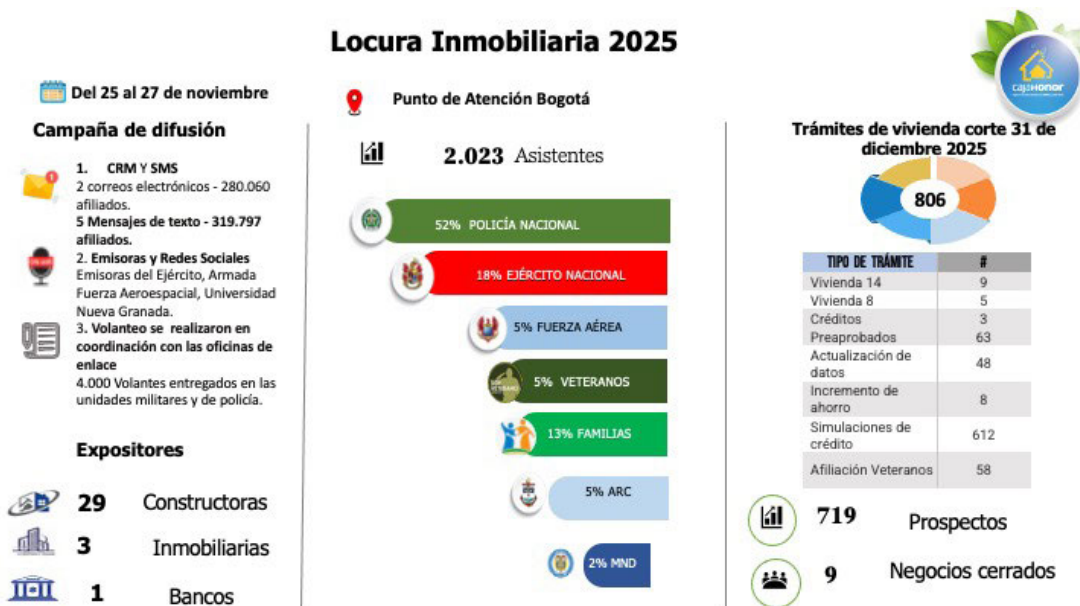 Locura Inmobiliaria 2025
cajaHonor
Del 25 al 27 de noviembre
Campaña de difusión
1. CRM Y SMS
2 correos electrónicos - 280.060
afiliados.
5 Mensajes de texto - 319.797
afiliados.
2. Emisoras y Redes Sociales
Emisoras del Ejército, Armada
Fuerza Aeroespacial, Universidad
Nueva Granada.
3. Volanteo se realizaron en
coordinación con las oficinas de
enlace
4.000 Volantes entregados en las
unidades militares y de policía.
Expositores
29 Constructoras
3 Inmobiliarias
1 Bancos
Punto de Atención Bogotá
2.023 Asistentes
52% POLICÍA NACIONAL
18% EJÉRCITO NACIONAL
5% FUERZA AÉREA
5% VETERANOS
13% FAMILIAS
5% ARC
2% MND
Trámites de vivienda corte 31 de
diciembre 2025
806
TIPO DE TRÁMITE #
Vivienda 14 9
Vivienda 8 5
Créditos 3
Preaprobados 63
Actualización de
datos 48
Incremento de
ahorro 8
Simulaciones de
crédito 612
Afiliación Veteranos 58
719 Prospectos
9 Negocios cerrados